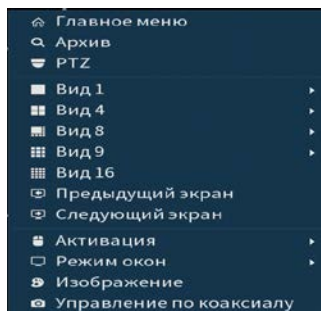 Главное меню
Архив
PTZ
Вид 1
Вид 4
Вид 8
Вид 9
Вид 16
Предыдущий экран
Следующий экран
Активация
Режим окон
Изображение
Управление по коаксиалу